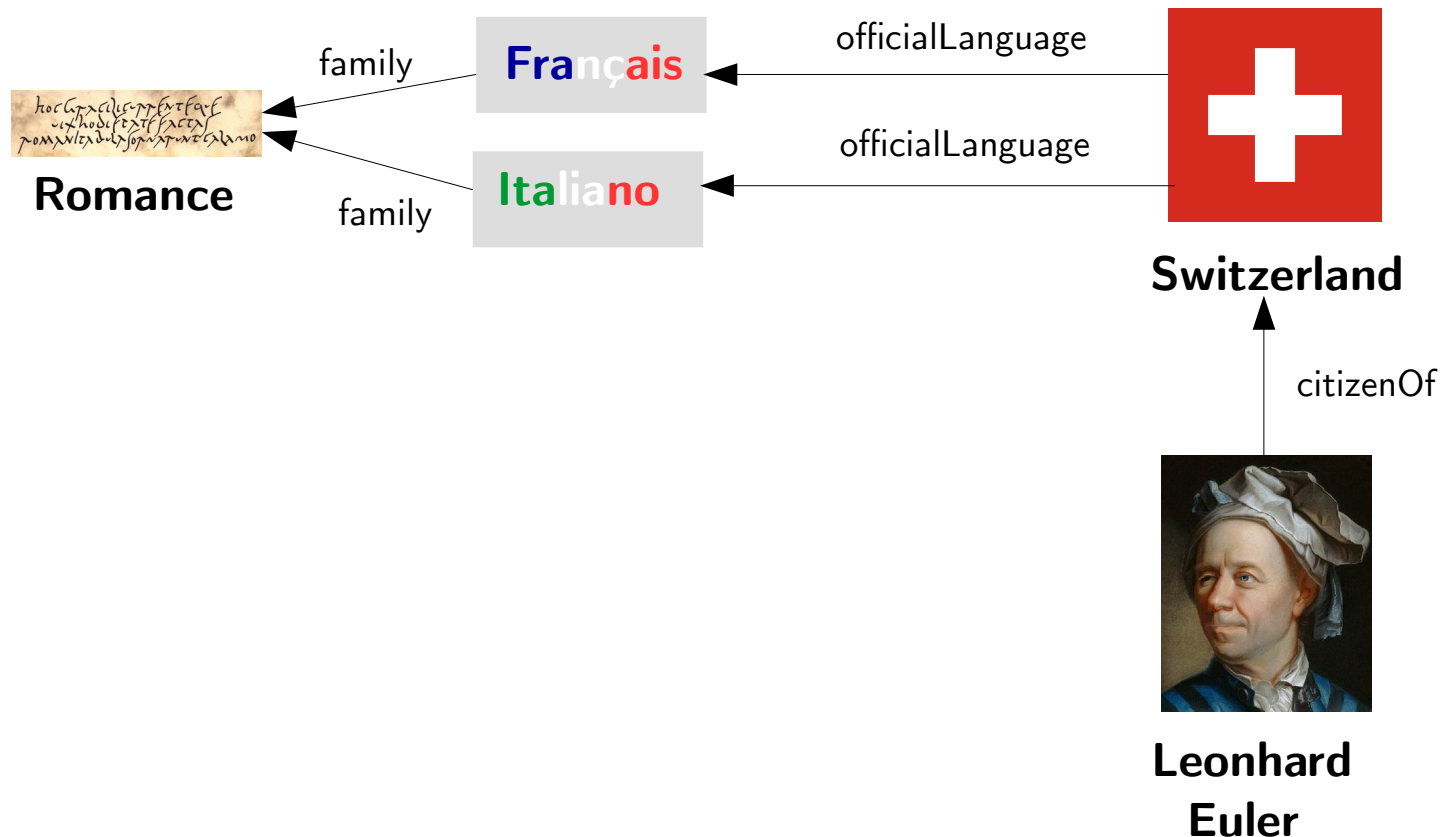 officialLanguage
family
Français
officialLanguage
Romance
family
Italiano
Switzerland
citizenOf
Leonhard
Euler